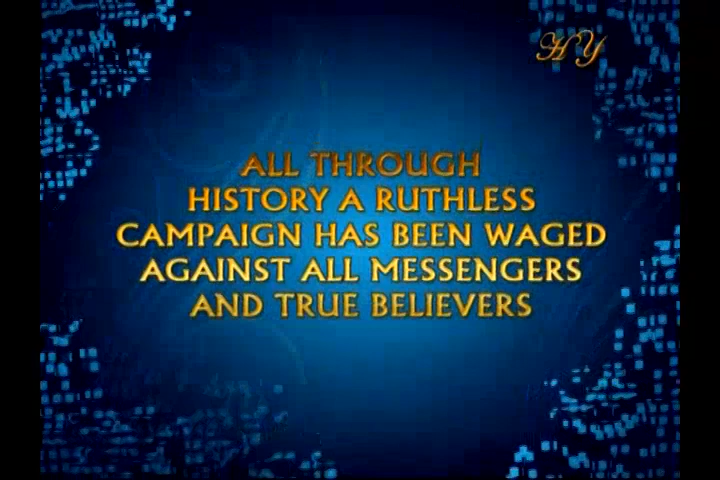 HY
ALL THROUGH
HISTORY A RUTHLESS
CAMPAIGN HAS BEEN WAGED
AGAINST ALL MESSENGERS
AND TRUE BELIEVERS